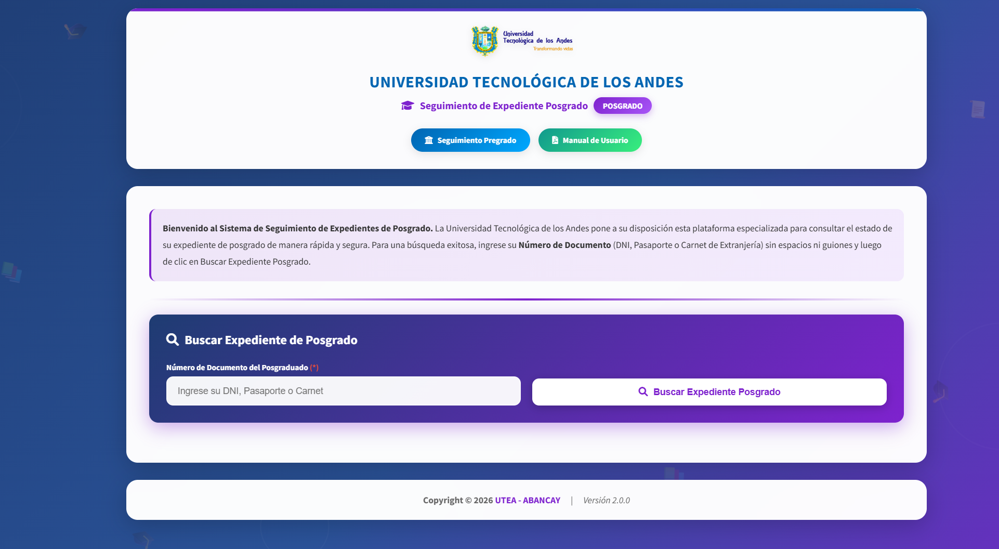 Universidad
Tecnológica de los Andes
Transformando vidas
UNIVERSIDAD TECNOLÓGICA DE LOS ANDES
Seguimiento de Expediente Posgrado POSGRADO
Seguimiento Pregrado Manual de Usuario
Bienvenido al Sistema de Seguimiento de Expedientes de Posgrado. La Universidad Tecnológica de los Andes pone a su disposición esta plataforma especializada para consultar el estado de
su expediente de posgrado de manera rápida y segura. Para una búsqueda exitosa, ingrese su Número de Documento (DNI, Pasaporte o Carnet de Extranjería) sin espacios ni guiones y luego
de clic en Buscar Expediente Posgrado.
Buscar Expediente de Posgrado
Número de Documento del Posgraduado (*)
Ingrese su DNI, Pasaporte o Carnet
Buscar Expediente Posgrado
Copyright © 2026 UTEA - ABANCAY | Versión 2.0.0